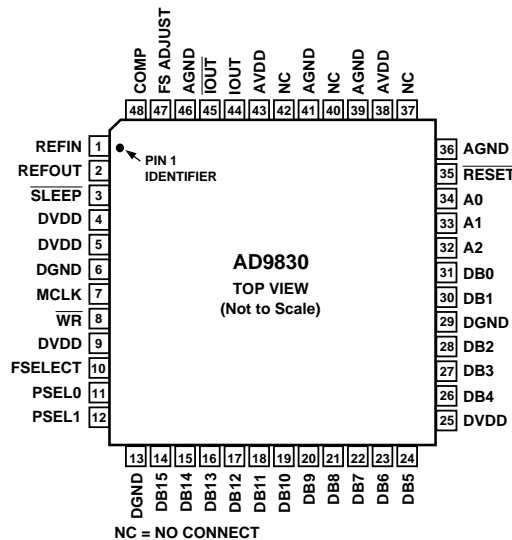 COMP
FS ADJUST
AGND
I̅O̅U̅T̅
IOUT
AVDD
NC
AGND
NC
AGND
AVDD
NC
48 47 46 45 44 43 42 41 40 39 38 37
REFIN 1
REFOUT 2
S̅L̅E̅E̅P̅ 3
DVDD 4
DVDD 5
DGND 6
MCLK 7
W̅R̅ 8
DVDD 9
FSELECT 10
PSEL0 11
PSEL1 12
PIN 1
IDENTIFIER
AD9830
TOP VIEW
(Not to Scale)
36 AGND
35 R̅E̅S̅E̅T̅
34 A0
33 A1
32 A2
31 DB0
30 DB1
29 DGND
28 DB2
27 DB3
26 DB4
25 DVDD
13 14 15 16 17 18 19 20 21 22 23 24
DGND
DB15
DB14
DB13
DB12
DB11
DB10
DB9
DB8
DB7
DB6
DB5
NC = NO CONNECT